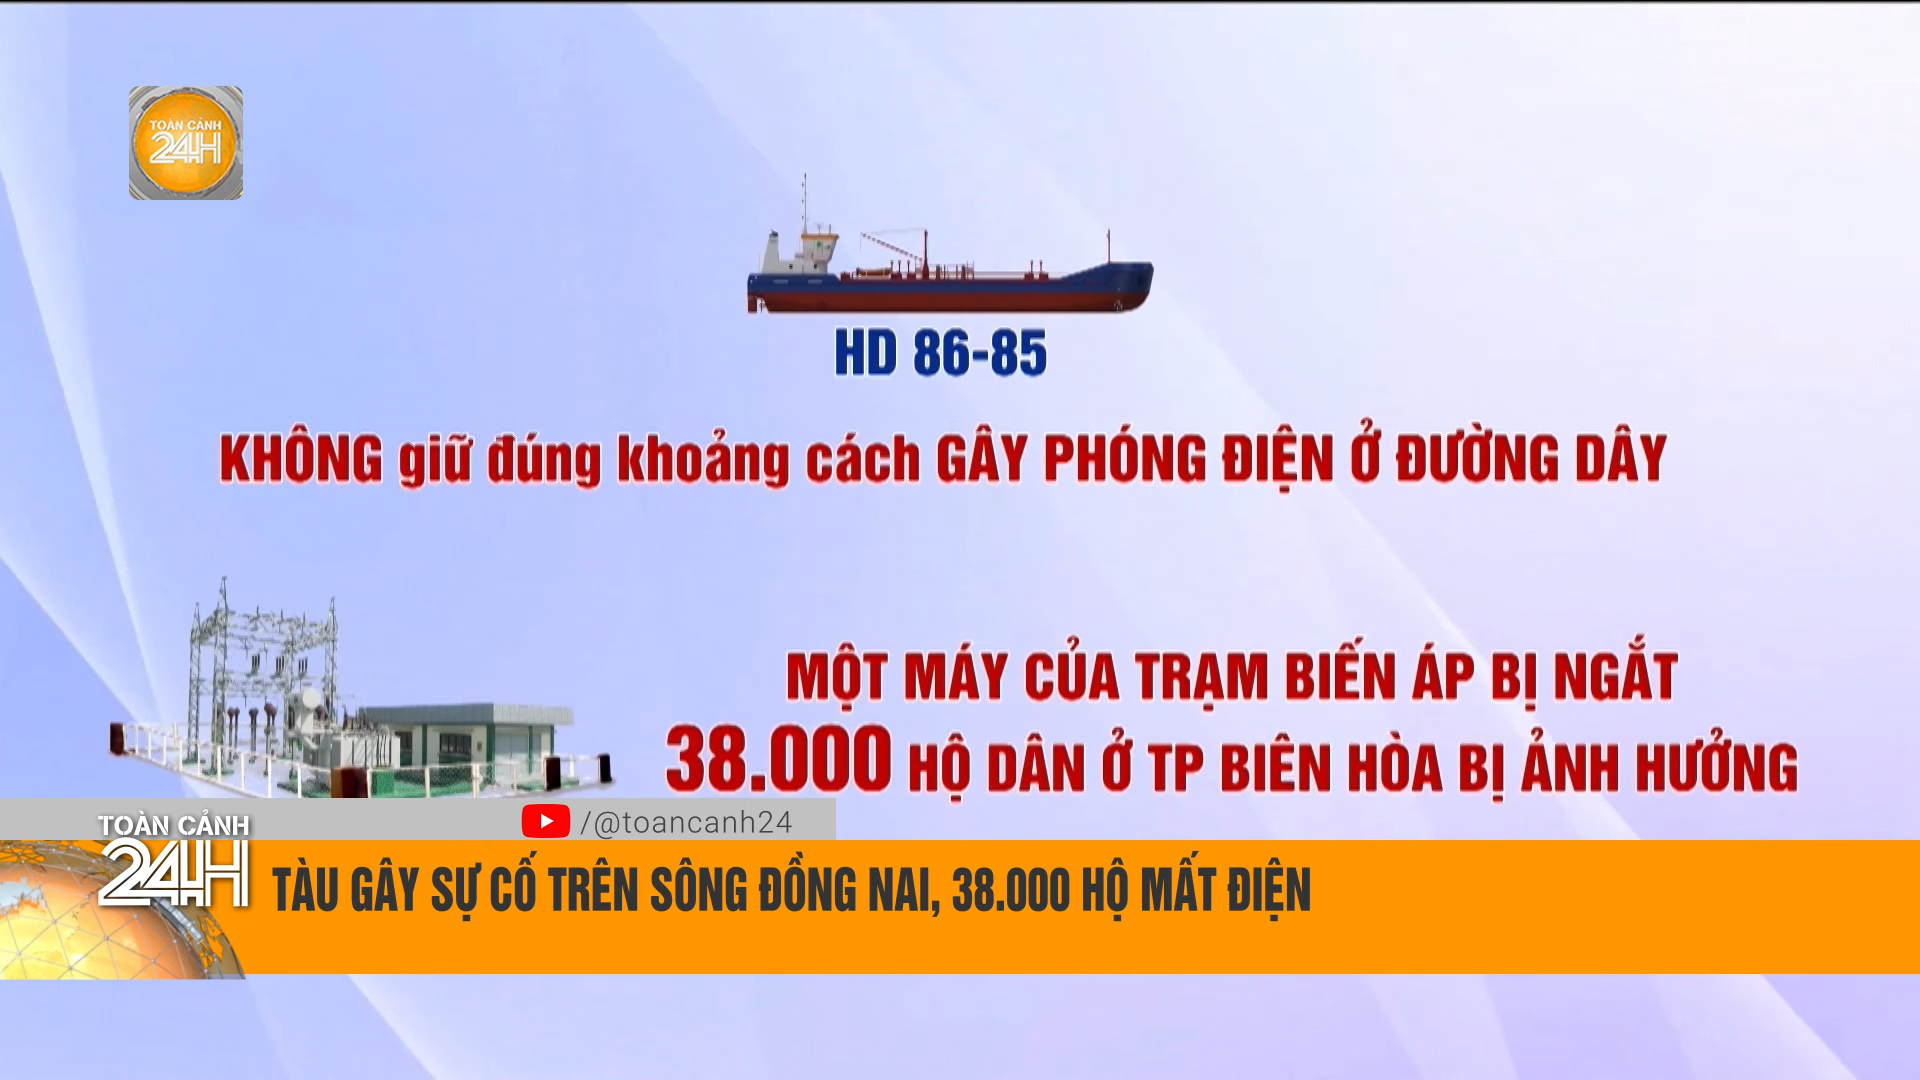 TOÀN CẢNH
24H
HD 86-85
KHÔNG giữ đúng khoảng cách GÂY PHÓNG ĐIỆN Ở ĐƯỜNG DÂY
MỘT MÁY CỦA TRẠM BIẾN ÁP BỊ NGẮT
38.000 HỘ DÂN Ở TP BIÊN HÒA BỊ ẢNH HƯỞNG
/@toancanh24
TOÀN CẢNH
24H
TÀU GÂY SỰ CỐ TRÊN SÔNG ĐỒNG NAI, 38.000 HỘ MẤT ĐIỆN